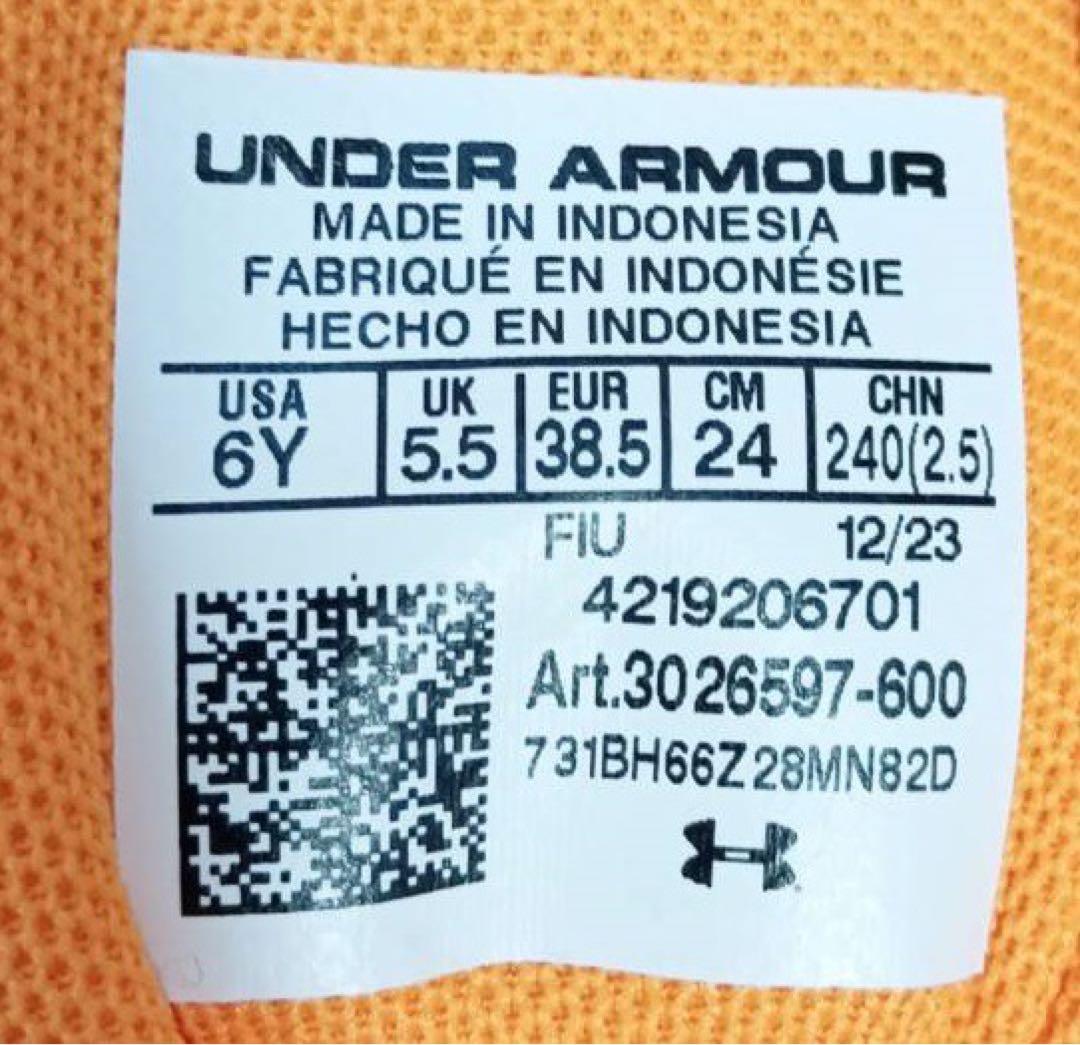 UNDER ARMOUR
MADE IN INDONESIA
FABRIQUÉ EN INDONÉSIE
HECHO EN INDONESIA
USA UK EUR CM CHN
6Y 5.5 38.5 24 240(2.5)
FIU 12/23
4219206701
Art.3026597-600
731BH66Z28MN82D